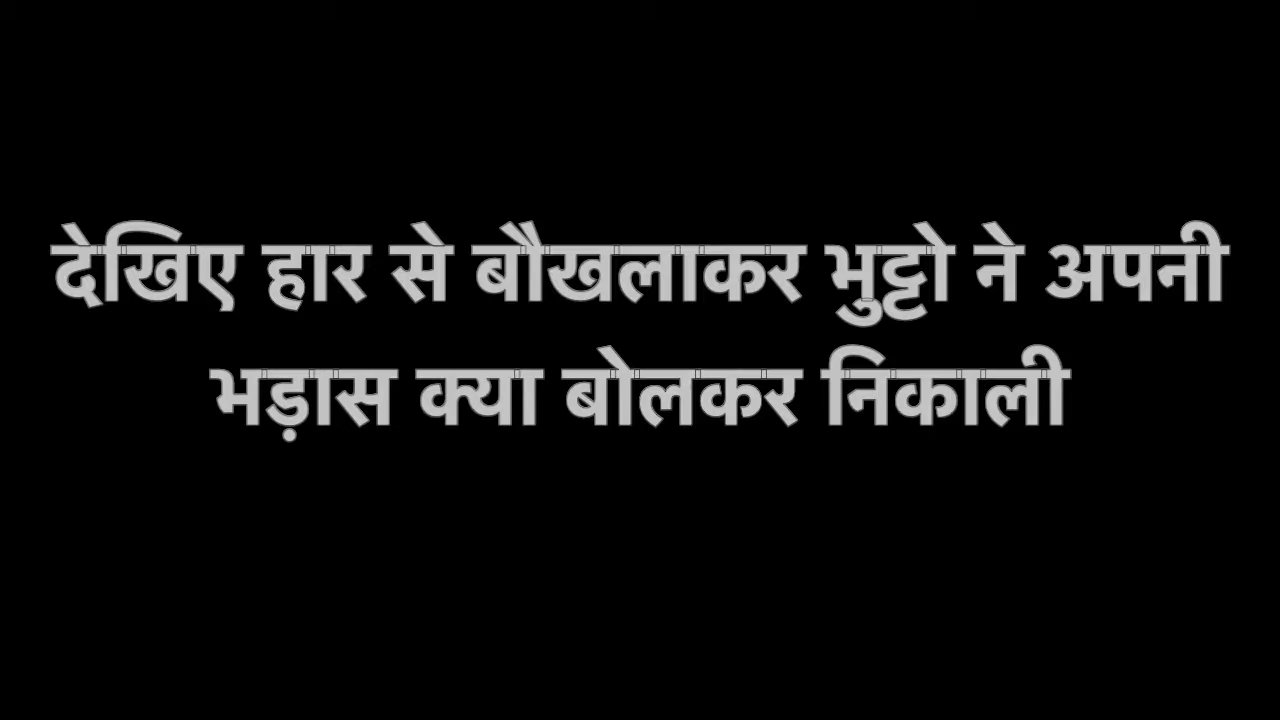 देखिए हार से बौखलाकर भुट्टो ने अपनी
भड़ास क्या बोलकर निकाली